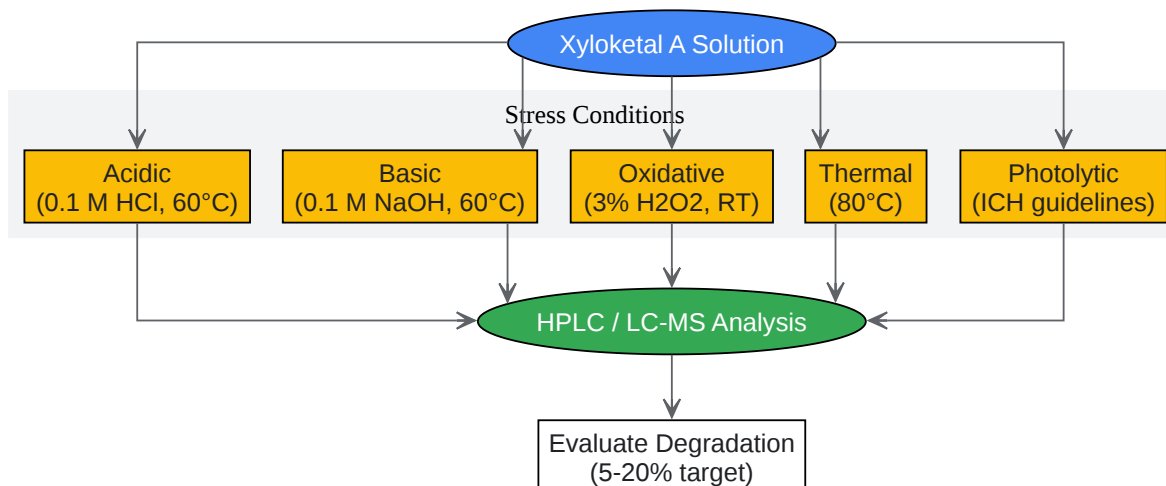 Xyloketal A Solution
Stress Conditions
Acidic
(0.1 M HCl, 60°C)
Basic
(0.1 M NaOH, 60°C)
Oxidative
(3% H2O2, RT)
Thermal
(80°C)
Photolytic
(ICH guidelines)
HPLC / LC-MS Analysis
Evaluate Degradation
(5-20% target)